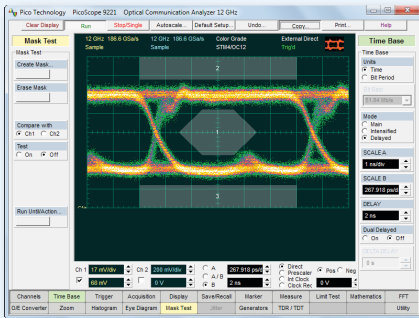 Pico Technology PicoScope 9221 Optical Communication Analyzer 12 GHz
Clear Display Run Stop/Single Autoscale... Default Setup... Undo... Copy... Print... Help
Mask Test
Mask Test
Create Mask...
Erase Mask
Compare with
Ch1 Ch2
Test
On Off
Run Until/Action...
12 GHz 186.6 GSa/s 12 GHz 186.6 GSa/s Color Grade External Direct
Sample Sample STM4/OC12 Trig'd
2
1
3
Time Base
Time Base
Units
Time
Bit Period
Bit Rate
51.84 Mb/s
Mode
Main
Intensified
Delayed
SCALE A
1 ns/div
SCALE B
267.918 ps/d
DELAY
2 ns
Dual Delayed
On Off
0 s
Ch 1 17 mV/div Ch 2 200 mV/div A 267.918 ps/d Direct Pos Neg
68 mV 0 V A / B 2 ns Prescaler 0 V
B Int Clock
Clock Rec
Channels Time Base Trigger Acquisition Display Save/Recall Marker Measure Limit Test Mathematics FFT
O/E Converter Zoom Histogram Eye Diagram Mask Test Jitter Generators TDR / TDT Utility